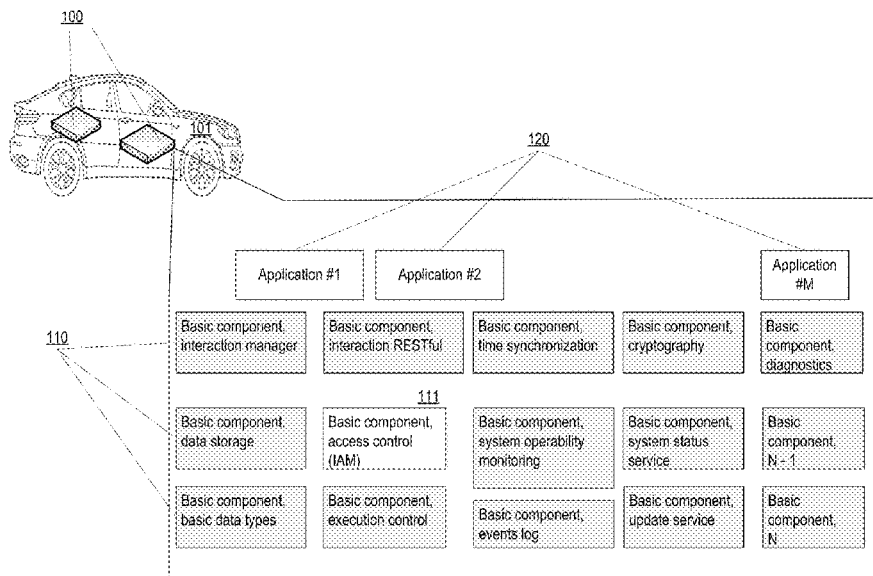 100
101
120
Application #1
Application #2
Application
#M
110
Basic component,
interaction manager
Basic component,
interaction RESTful
Basic component,
time synchronization
Basic component,
cryptography
Basic
component,
diagnostics
111
Basic component,
data storage
Basic component,
access control
(IAM)
Basic component,
system operability
monitoring
Basic component,
system status
service
Basic
component,
N - 1
Basic component,
basic data types
Basic component,
execution control
Basic component,
events log
Basic component,
update service
Basic
component,
N